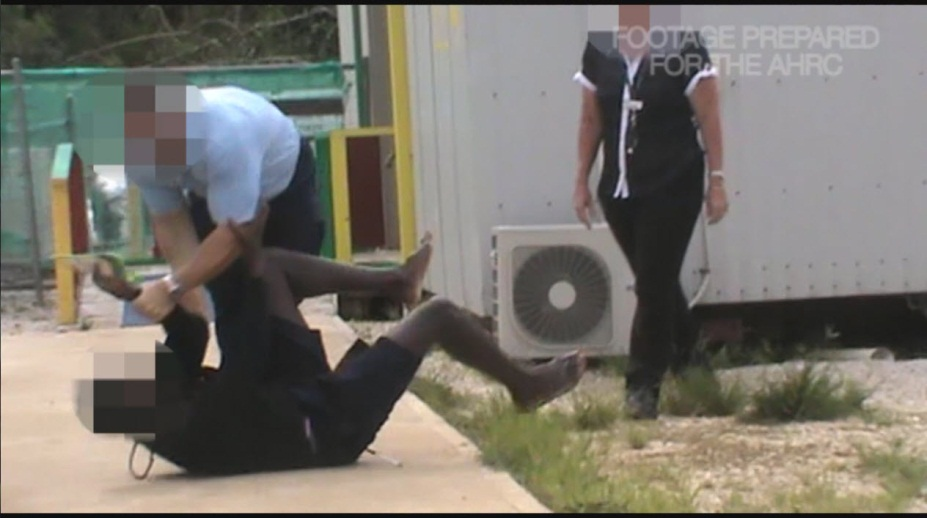 FOOTAGE PREPARED
FOR THE AHRC